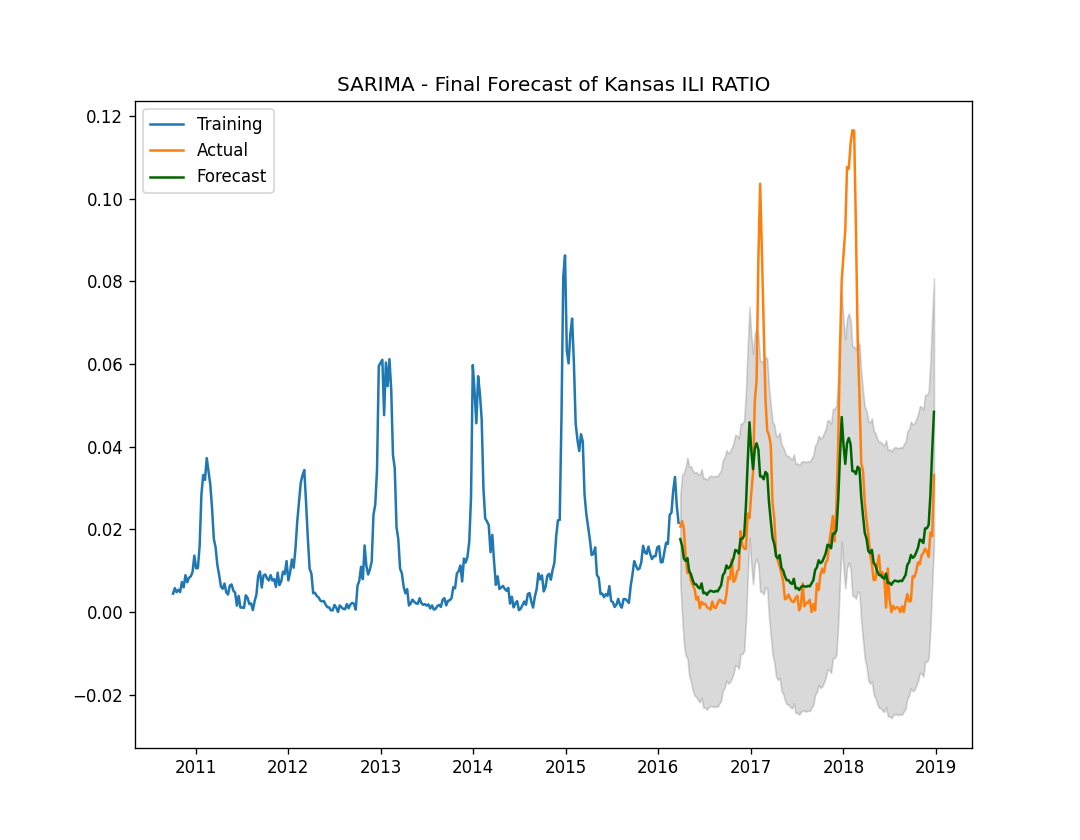 SARIMA - Final Forecast of Kansas ILI RATIO
Training
Actual
Forecast
0.12
0.10
0.08
0.06
0.04
0.02
0.00
−0.02
2011 2012 2013 2014 2015 2016 2017 2018 2019